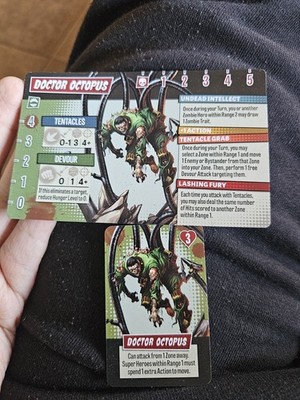 DOCTOR OCTOPUS
1 2 3 4 5
UNDEAD INTELLECT
Once during your Turn, you or another
Zombie Hero within Range 2 may draw
1 Zombie Trait.
+ACTION
TENTACLE GRAB
Once during your Turn, you may
select a Zone within Range 1 and move
1 Enemy or Bystander from that Zone
into your Zone. Then, perform 1 free
Devour Attack targeting them.
LASHING FURY
Each time you attack with Tentacles,
you may also deal the same number
of Hits scored to another Zone
within Range 1.
4
3
2
1
0
TENTACLES
0-1 3 4+
DEVOUR
0 1 4+
If this eliminates a target,
reduce Hunger Level to 0.
3
DOCTOR OCTOPUS
Can attack from 1 Zone away.
Super Heroes within Range 1 must
spend 1 extra Action to move.